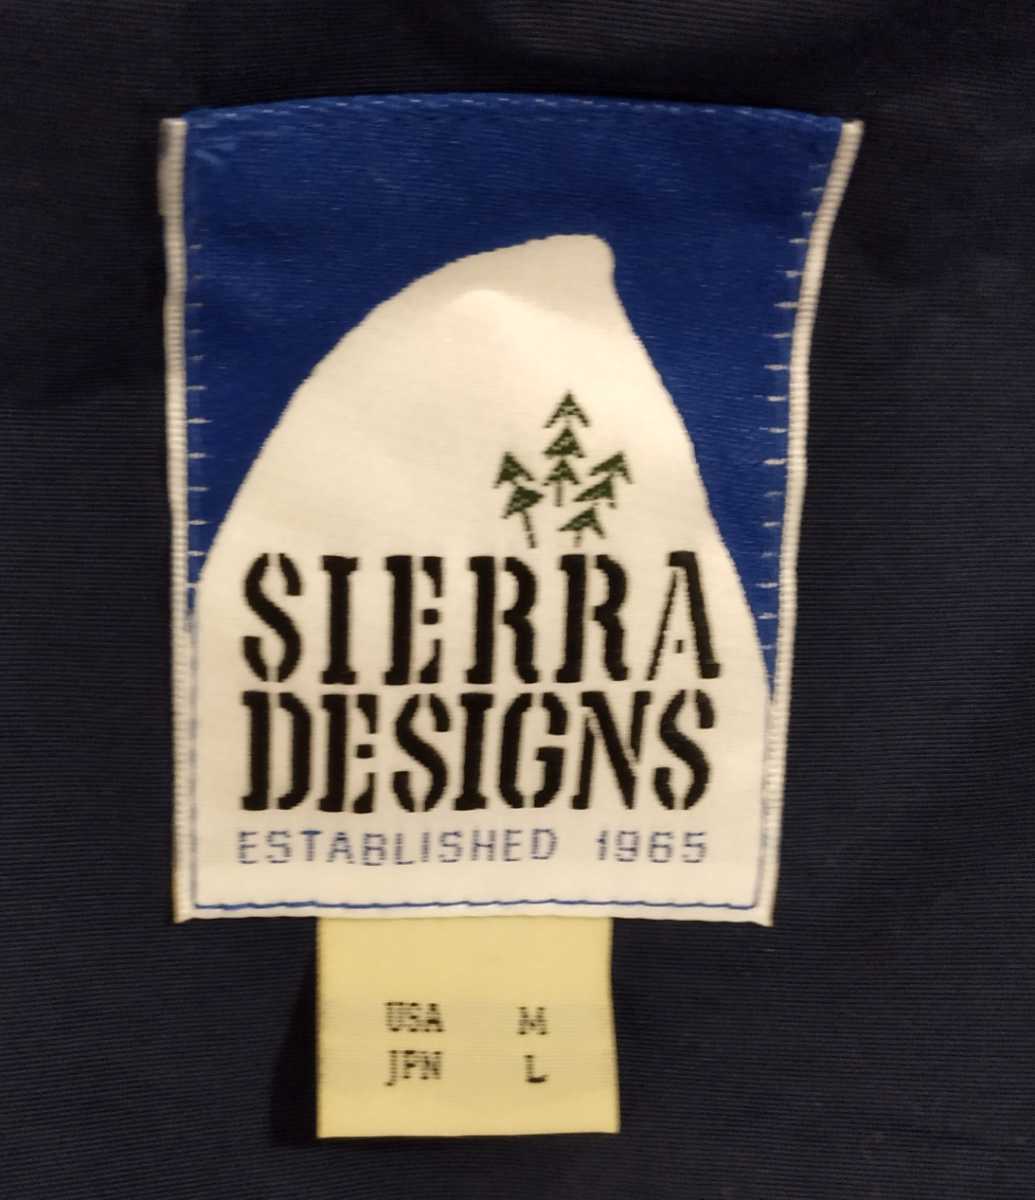 SIERRA
DESIGNS
ESTABLISHED 1965
USA M
JPN L